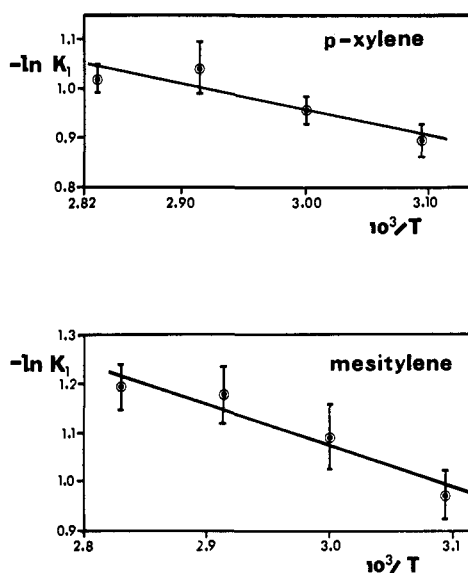 p-xylene
-ln K₁
1.1
1.0
0.9
0.8
2.82 2.90 3.00 3.10
10³/T
mesitylene
-ln K₁
1.3
1.2
1.1
1.0
0.9
2.8 2.9 3.0 3.1
10³/T